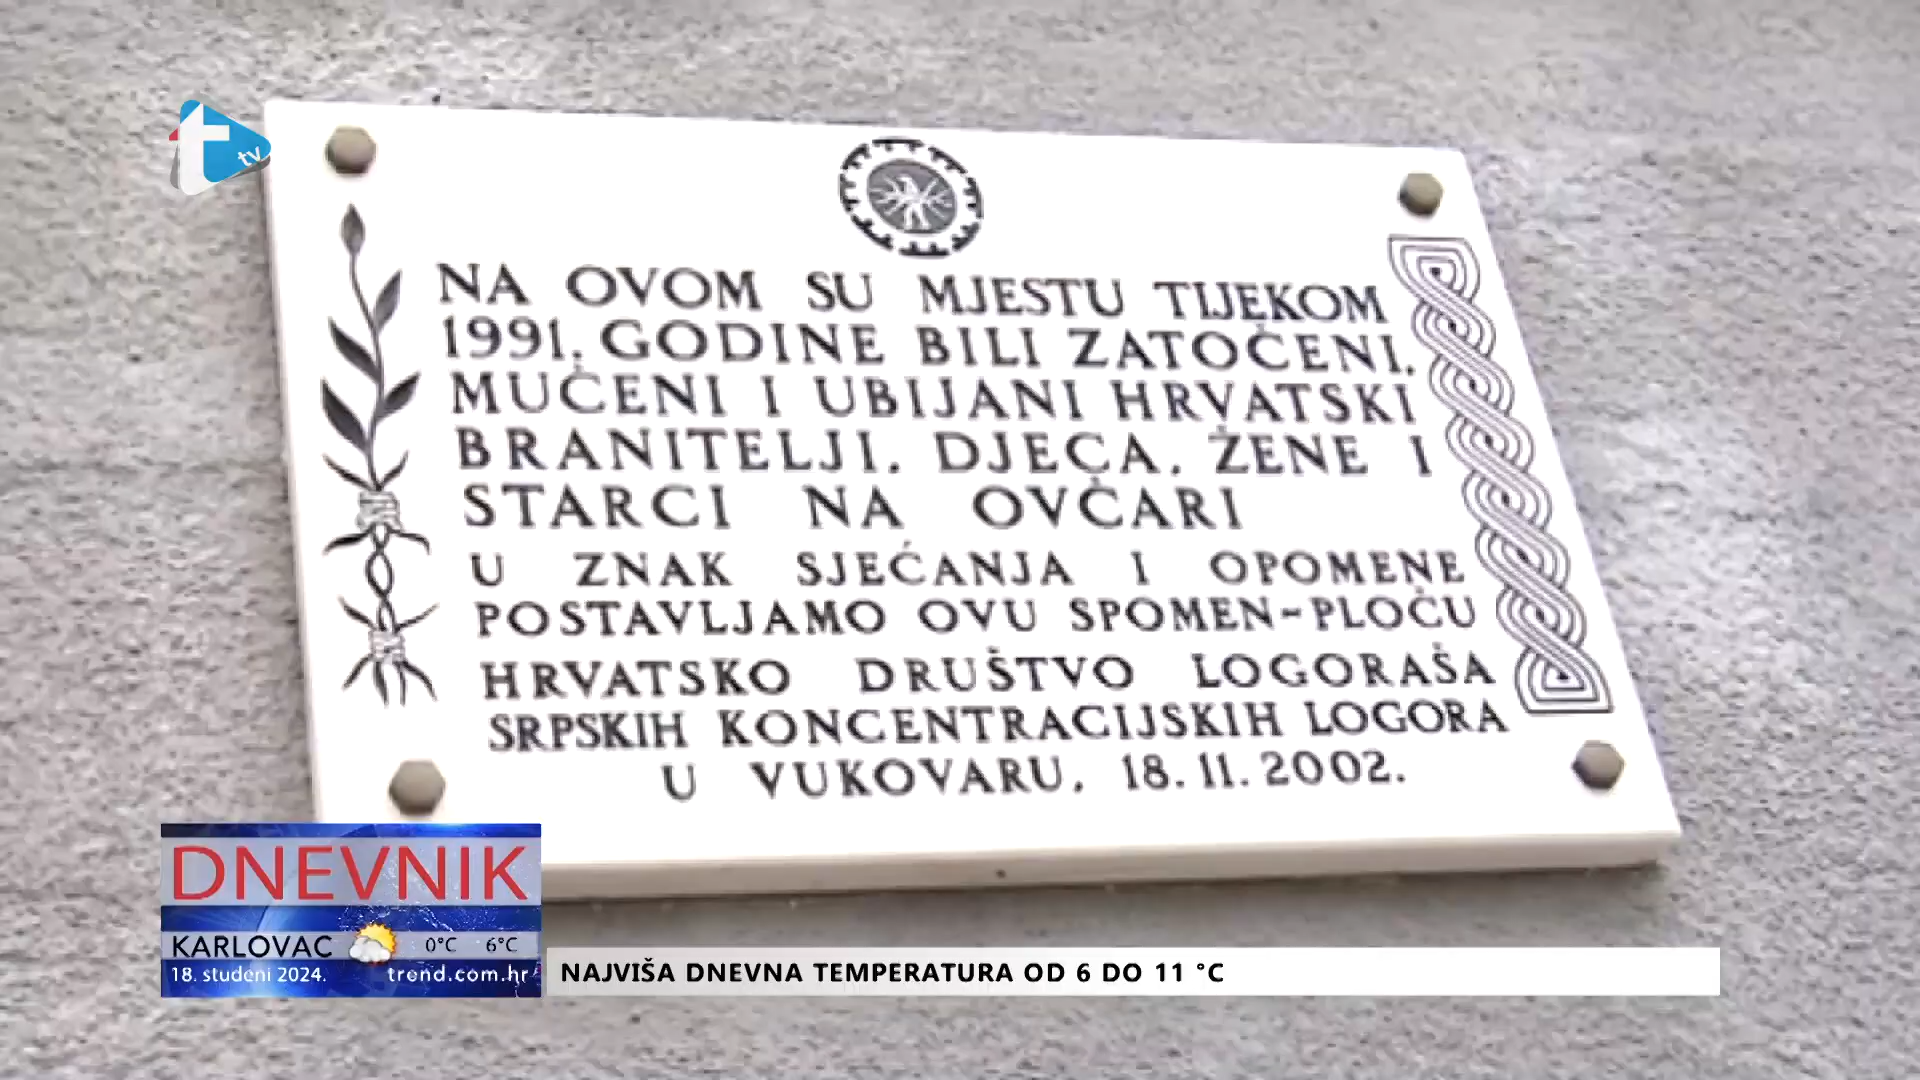 t tv
NA OVOM SU MJESTU TIJEKOM
1991. GODINE BILI ZATOČENI,
MUČENI I UBIJANI HRVATSKI
BRANITELJI, DJECA, ŽENE I
STARCI NA OVČARI
U ZNAK SJEĆANJA I OPOMENE
POSTAVLJAMO OVU SPOMEN-PLOČU
HRVATSKO DRUŠTVO LOGORAŠA
SRPSKIH KONCENTRACIJSKIH LOGORA
U VUKOVARU, 18.11.2002.
DNEVNIK
KARLOVAC 0°C 6°C
18. studeni 2024. trend.com.hr
NAJVIŠA DNEVNA TEMPERATURA OD 6 DO 11 °C